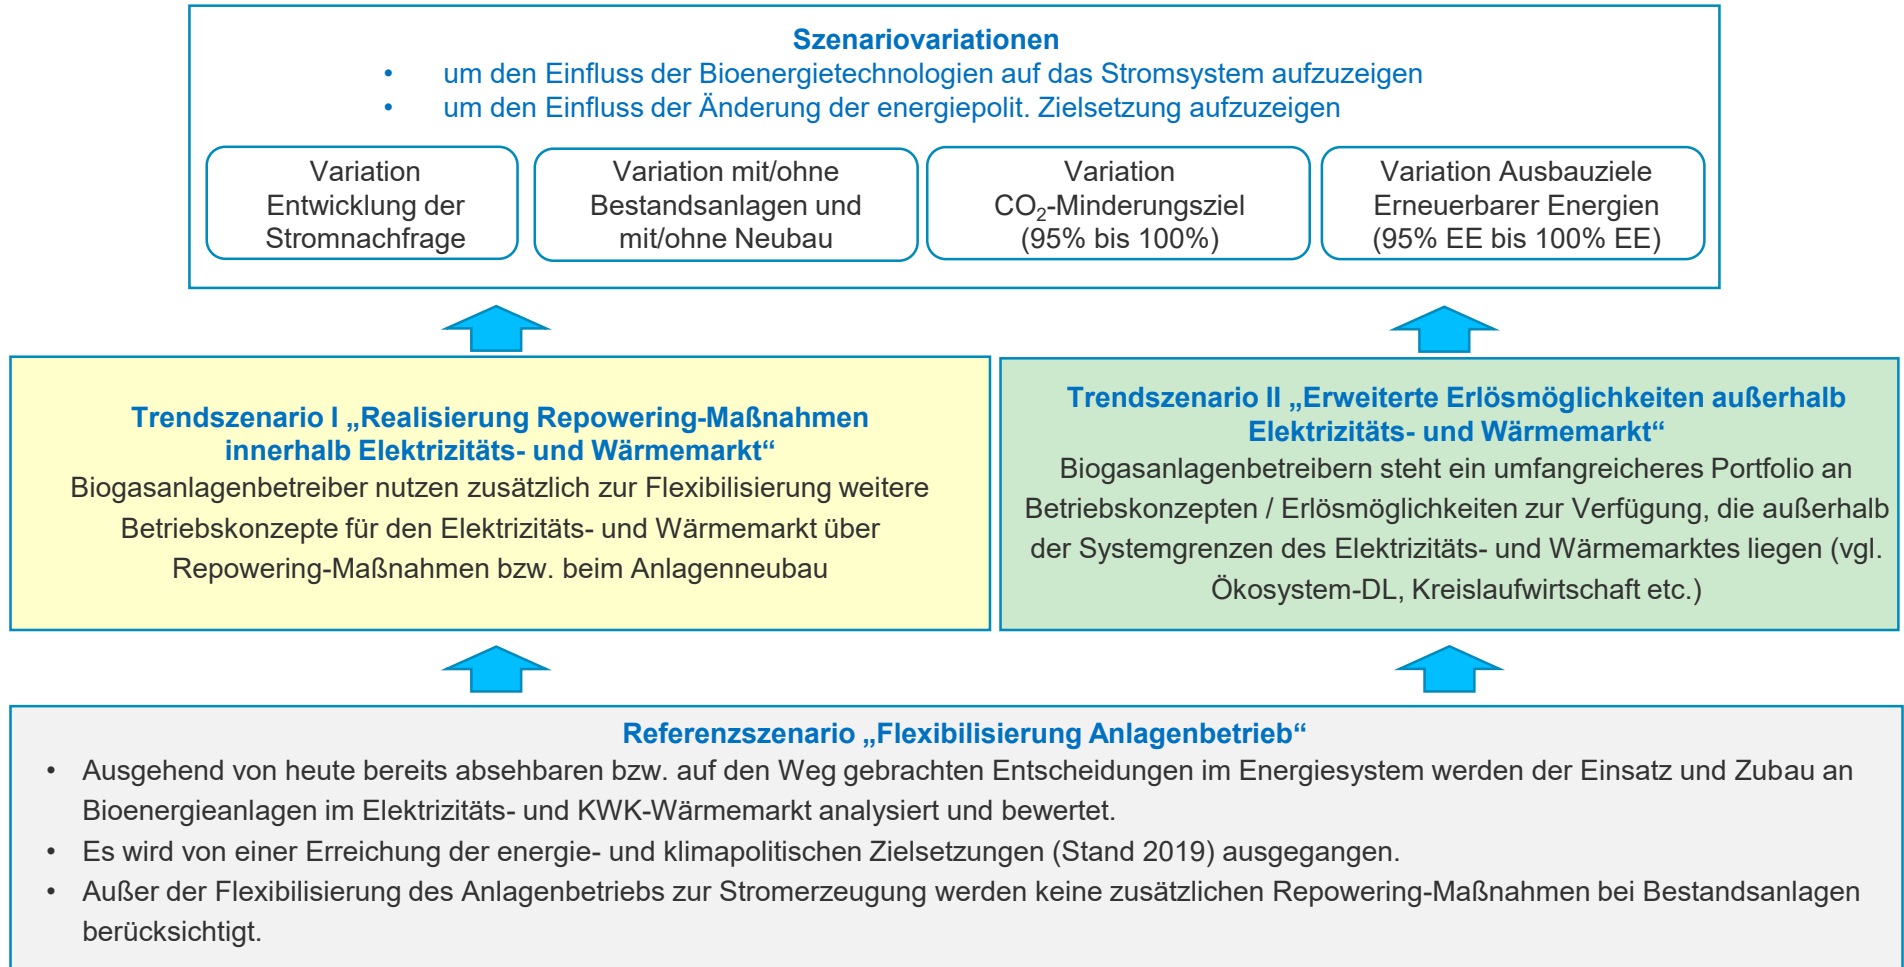 Szenariovariationen
• um den Einfluss der Bioenergietechnologien auf das Stromsystem aufzuzeigen
• um den Einfluss der Änderung der energiepolit. Zielsetzung aufzuzeigen
Variation
Entwicklung der
Stromnachfrage
Variation mit/ohne
Bestandsanlagen und
mit/ohne Neubau
Variation
CO₂-Minderungsziel
(95% bis 100%)
Variation Ausbauziele
Erneuerbarer Energien
(95% EE bis 100% EE)
Trendszenario I „Realisierung Repowering-Maßnahmen
innerhalb Elektrizitäts- und Wärmemarkt“
Biogasanlagenbetreiber nutzen zusätzlich zur Flexibilisierung weitere
Betriebskonzepte für den Elektrizitäts- und Wärmemarkt über
Repowering-Maßnahmen bzw. beim Anlagenneubau
Trendszenario II „Erweiterte Erlösmöglichkeiten außerhalb
Elektrizitäts- und Wärmemarkt“
Biogasanlagenbetreibern steht ein umfangreicheres Portfolio an
Betriebskonzepten / Erlösmöglichkeiten zur Verfügung, die außerhalb
der Systemgrenzen des Elektrizitäts- und Wärmemarktes liegen (vgl.
Ökosystem-DL, Kreislaufwirtschaft etc.)
Referenzszenario „Flexibilisierung Anlagenbetrieb“
• Ausgehend von heute bereits absehbaren bzw. auf den Weg gebrachten Entscheidungen im Energiesystem werden der Einsatz und Zubau an
Bioenergieanlagen im Elektrizitäts- und KWK-Wärmemarkt analysiert und bewertet.
• Es wird von einer Erreichung der energie- und klimapolitischen Zielsetzungen (Stand 2019) ausgegangen.
• Außer der Flexibilisierung des Anlagenbetriebs zur Stromerzeugung werden keine zusätzlichen Repowering-Maßnahmen bei Bestandsanlagen
berücksichtigt.